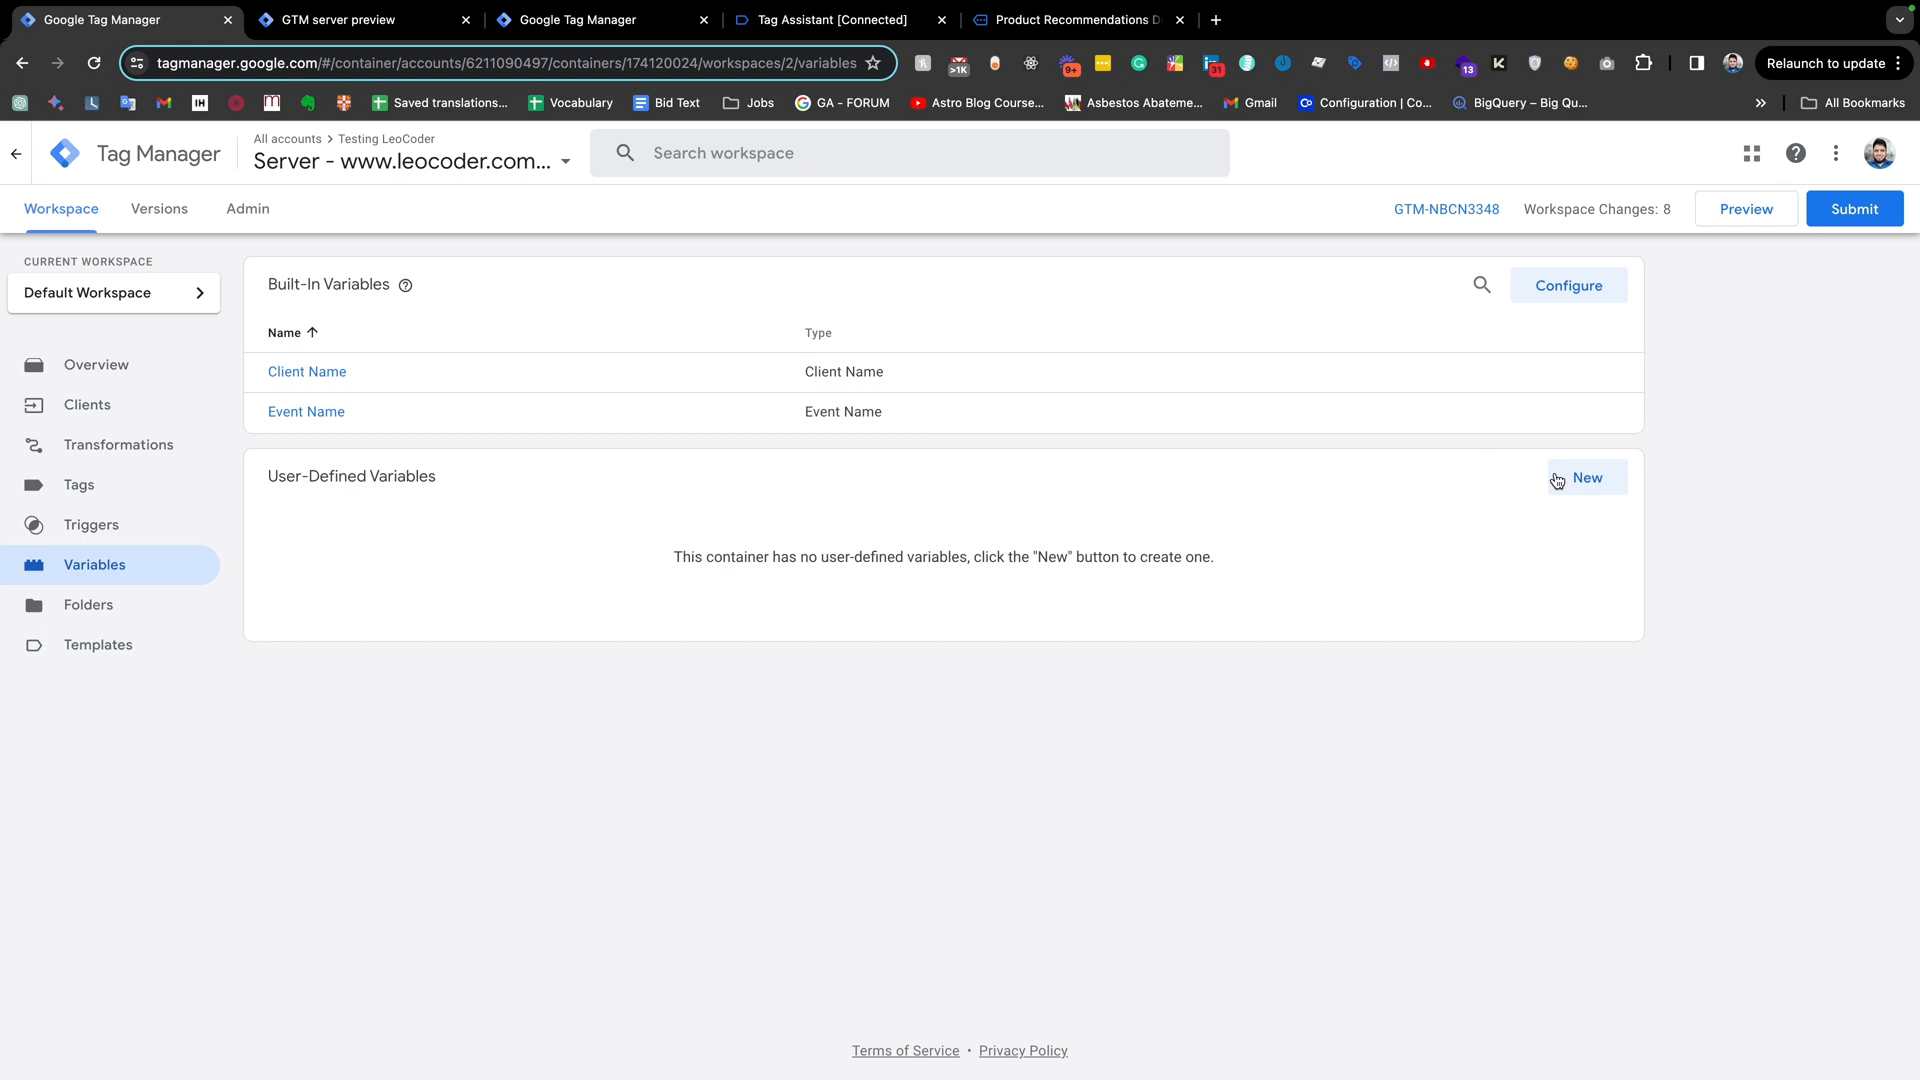 Google Tag Manager
GTM server preview
Google Tag Manager
Tag Assistant [Connected]
Product Recommendations D
tagmanager.google.com/#/container/accounts/6211090497/containers/174120024/workspaces/2/variables
>1K
9+
31
13
Relaunch to update
IH
Saved translations...
Vocabulary
Bid Text
Jobs
GA - FORUM
Astro Blog Course...
Asbestos Abateme...
Gmail
Configuration | Co...
BigQuery – Big Qu...
All Bookmarks
Tag Manager
All accounts > Testing LeoCoder
Server - www.leocoder.com...
Search workspace
Workspace
Versions
Admin
GTM-NBCN3348
Workspace Changes: 8
Preview
Submit
CURRENT WORKSPACE
Default Workspace
Overview
Clients
Transformations
Tags
Triggers
Variables
Folders
Templates
Built-In Variables
Configure
Name
Type
Client Name
Client Name
Event Name
Event Name
User-Defined Variables
New
This container has no user-defined variables, click the "New" button to create one.
Terms of Service • Privacy Policy